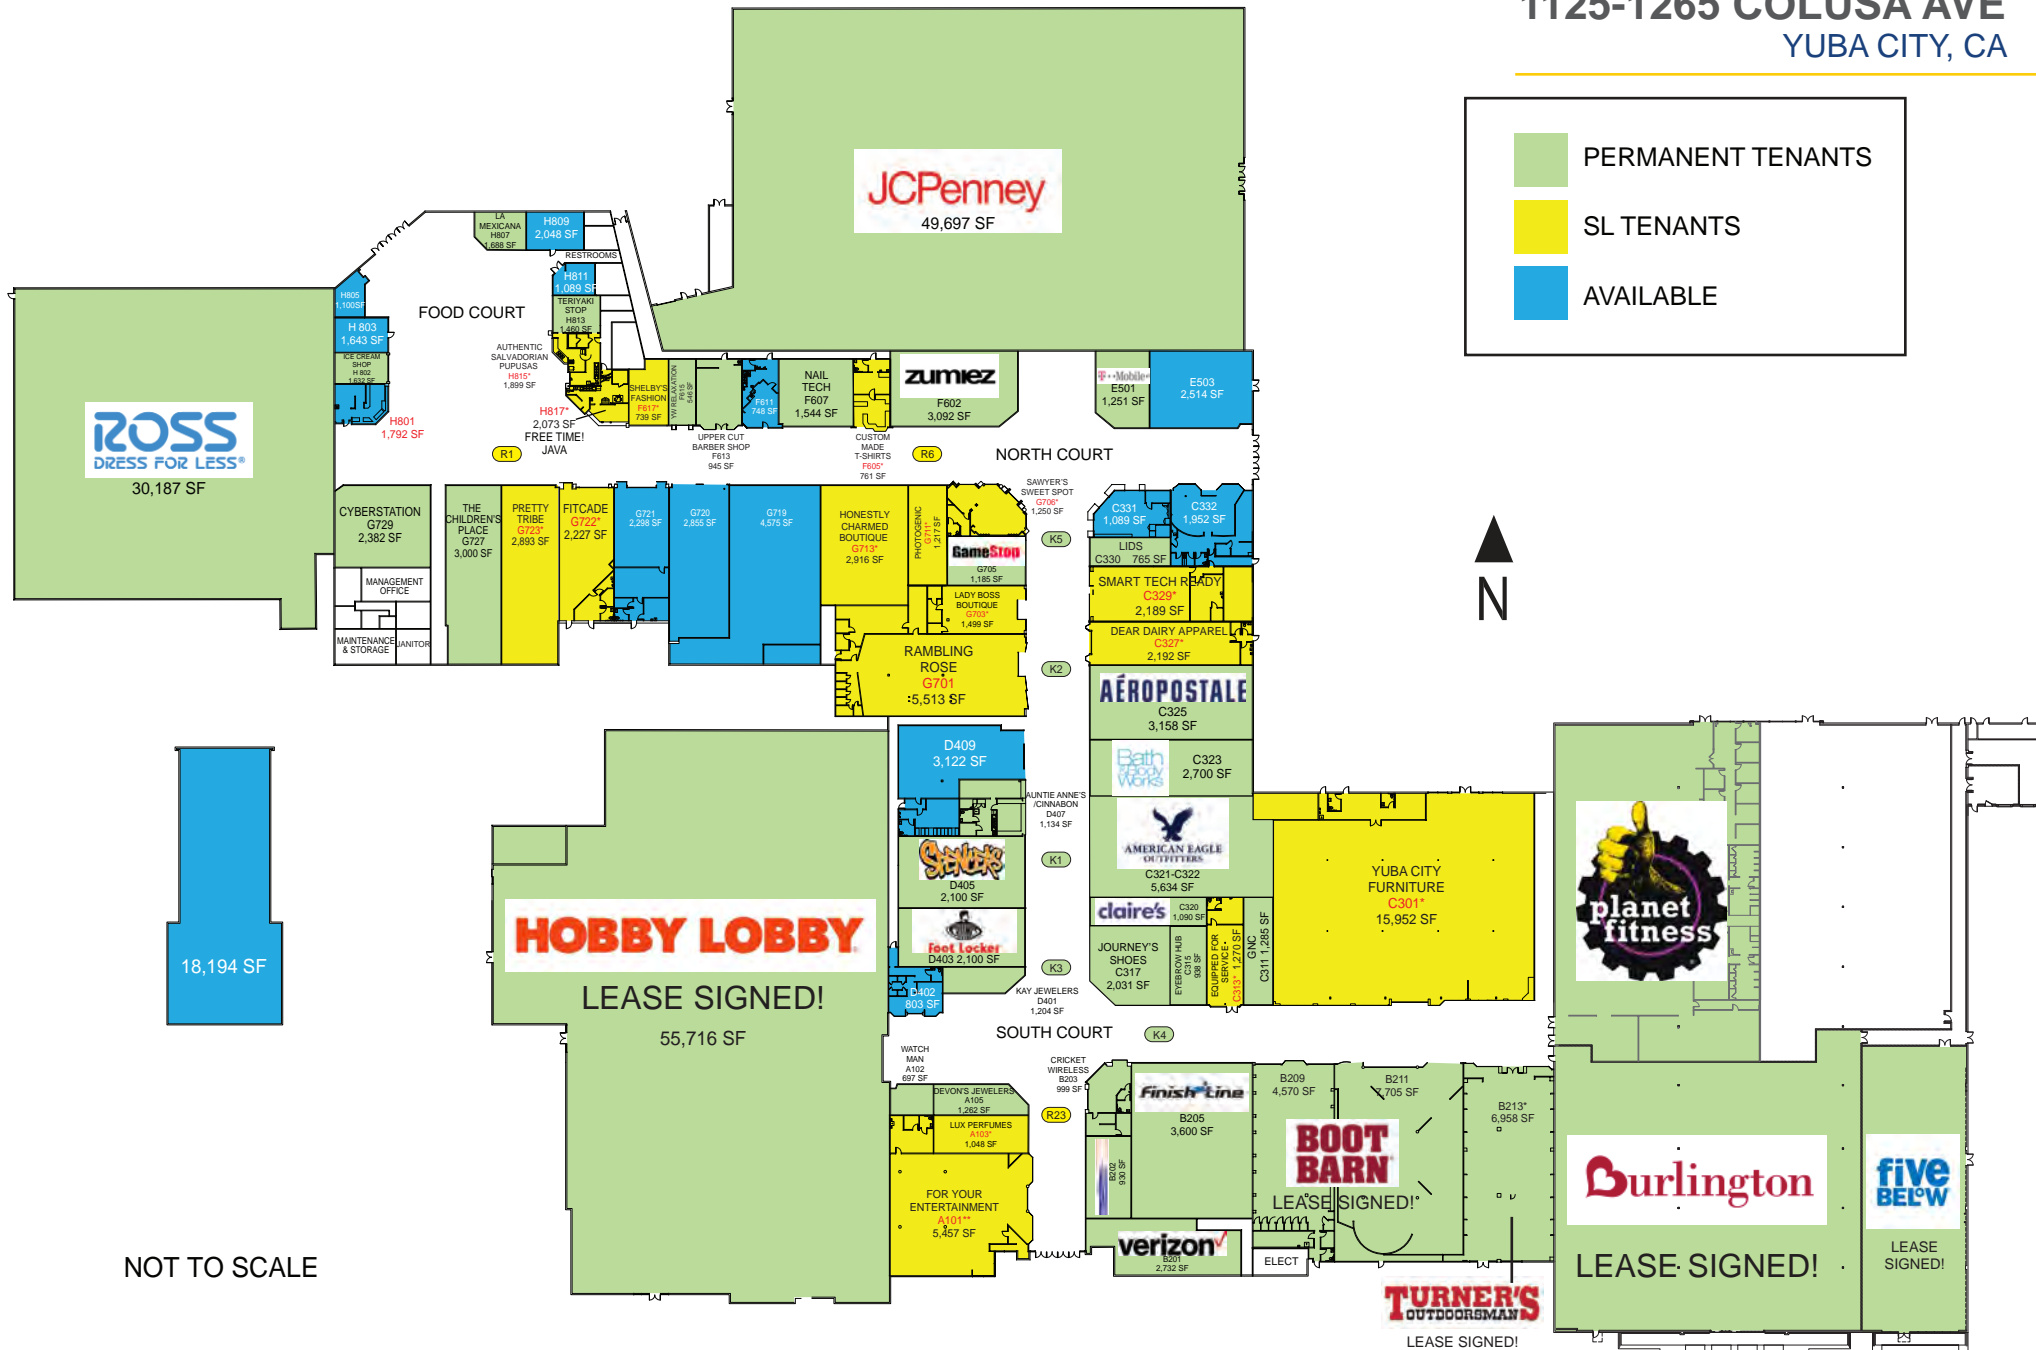 1125-1265 COLUSA AVE
YUBA CITY, CA
PERMANENT TENANTS
SL TENANTS
AVAILABLE
JCPenney
49,697 SF
LA
MEXICANA
H807
1,688 SF
H809
2,048 SF
RESTROOMS
H811
1,089 SF
TERIYAKI
STOP
H813
1,460 SF
H805
1,100SF
H 803
1,643 SF
ICE CREAM
SHOP
H 802
1,632 SF
H801
1,792 SF
FOOD COURT
AUTHENTIC
SALVADORIAN
PUPUSAS
H815*
1,899 SF
H817*
2,073 SF
FREE TIME!
JAVA
ROSS
DRESS FOR LESS®
30,187 SF
SHELBY'S
FASHION
F617*
739 SF
YW RELAXATION
F615
546 SF
UPPER CUT
BARBER SHOP
F613
945 SF
F611
748 SF
NAIL
TECH
F607
1,544 SF
CUSTOM
MADE
T-SHIRTS
F605*
761 SF
zumiez
F602
3,092 SF
T-Mobile
E501
1,251 SF
E503
2,514 SF
R1
R6
NORTH COURT
CYBERSTATION
G729
2,382 SF
MANAGEMENT
OFFICE
MAINTENANCE
& STORAGE
JANITOR
THE
CHILDREN'S
PLACE
G727
3,000 SF
PRETTY
TRIBE
G723*
2,893 SF
FITCADE
G722*
2,227 SF
G721
2,298 SF
G720
2,855 SF
G719
4,575 SF
HONESTLY
CHARMED
BOUTIQUE
G713*
2,916 SF
PHOTOGENIC
G711*
1,217 SF
SAWYER'S
SWEET SPOT
G706*
1,250 SF
GameStop
G705
1,185 SF
LADY BOSS
BOUTIQUE
G703*
1,499 SF
RAMBLING
ROSE
G701
5,513 SF
K5
K2
C331
1,089 SF
C332
1,952 SF
LIDS
C330 765 SF
SMART TECH READY
C329*
2,189 SF
DEAR DAIRY APPAREL
C327*
2,192 SF
AÉROPOSTALE
C325
3,158 SF
Bath
&Body
Works
C323
2,700 SF
AMERICAN EAGLE
OUTFITTERS
C321-C322
5,634 SF
N
D409
3,122 SF
AUNTIE ANNE'S
/CINNABON
D407
1,134 SF
K1
SPENCERS
D405
2,100 SF
Foot Locker
D403 2,100 SF
K3
D402
803 SF
KAY JEWELERS
D401
1,204 SF
18,194 SF
HOBBY LOBBY
LEASE SIGNED!
55,716 SF
claire's
C320
1,090 SF
JOURNEY'S
SHOES
C317
2,031 SF
EYEBROW HUB
C315
938 SF
EQUIPPED FOR
SERVICE
C313* 1,270 SF
GNC
C311 1,285 SF
YUBA CITY
FURNITURE
C301*
15,952 SF
planet
fitness
SOUTH COURT
K4
WATCH
MAN
A102
697 SF
DEVON'S JEWELERS
A105
1,262 SF
LUX PERFUMES
A103*
1,048 SF
FOR YOUR
ENTERTAINMENT
A101**
5,457 SF
CRICKET
WIRELESS
B203
999 SF
R23
B202
930 SF
Finish Line
B205
3,600 SF
verizon
B201
2,732 SF
ELECT
B209
4,570 SF
B211
7,705 SF
BOOT
BARN
LEASE SIGNED!
B213*
6,958 SF
TURNER'S
OUTDOORSMAN
LEASE SIGNED!
Burlington
LEASE SIGNED!
five
BELOW
LEASE
SIGNED!
NOT TO SCALE